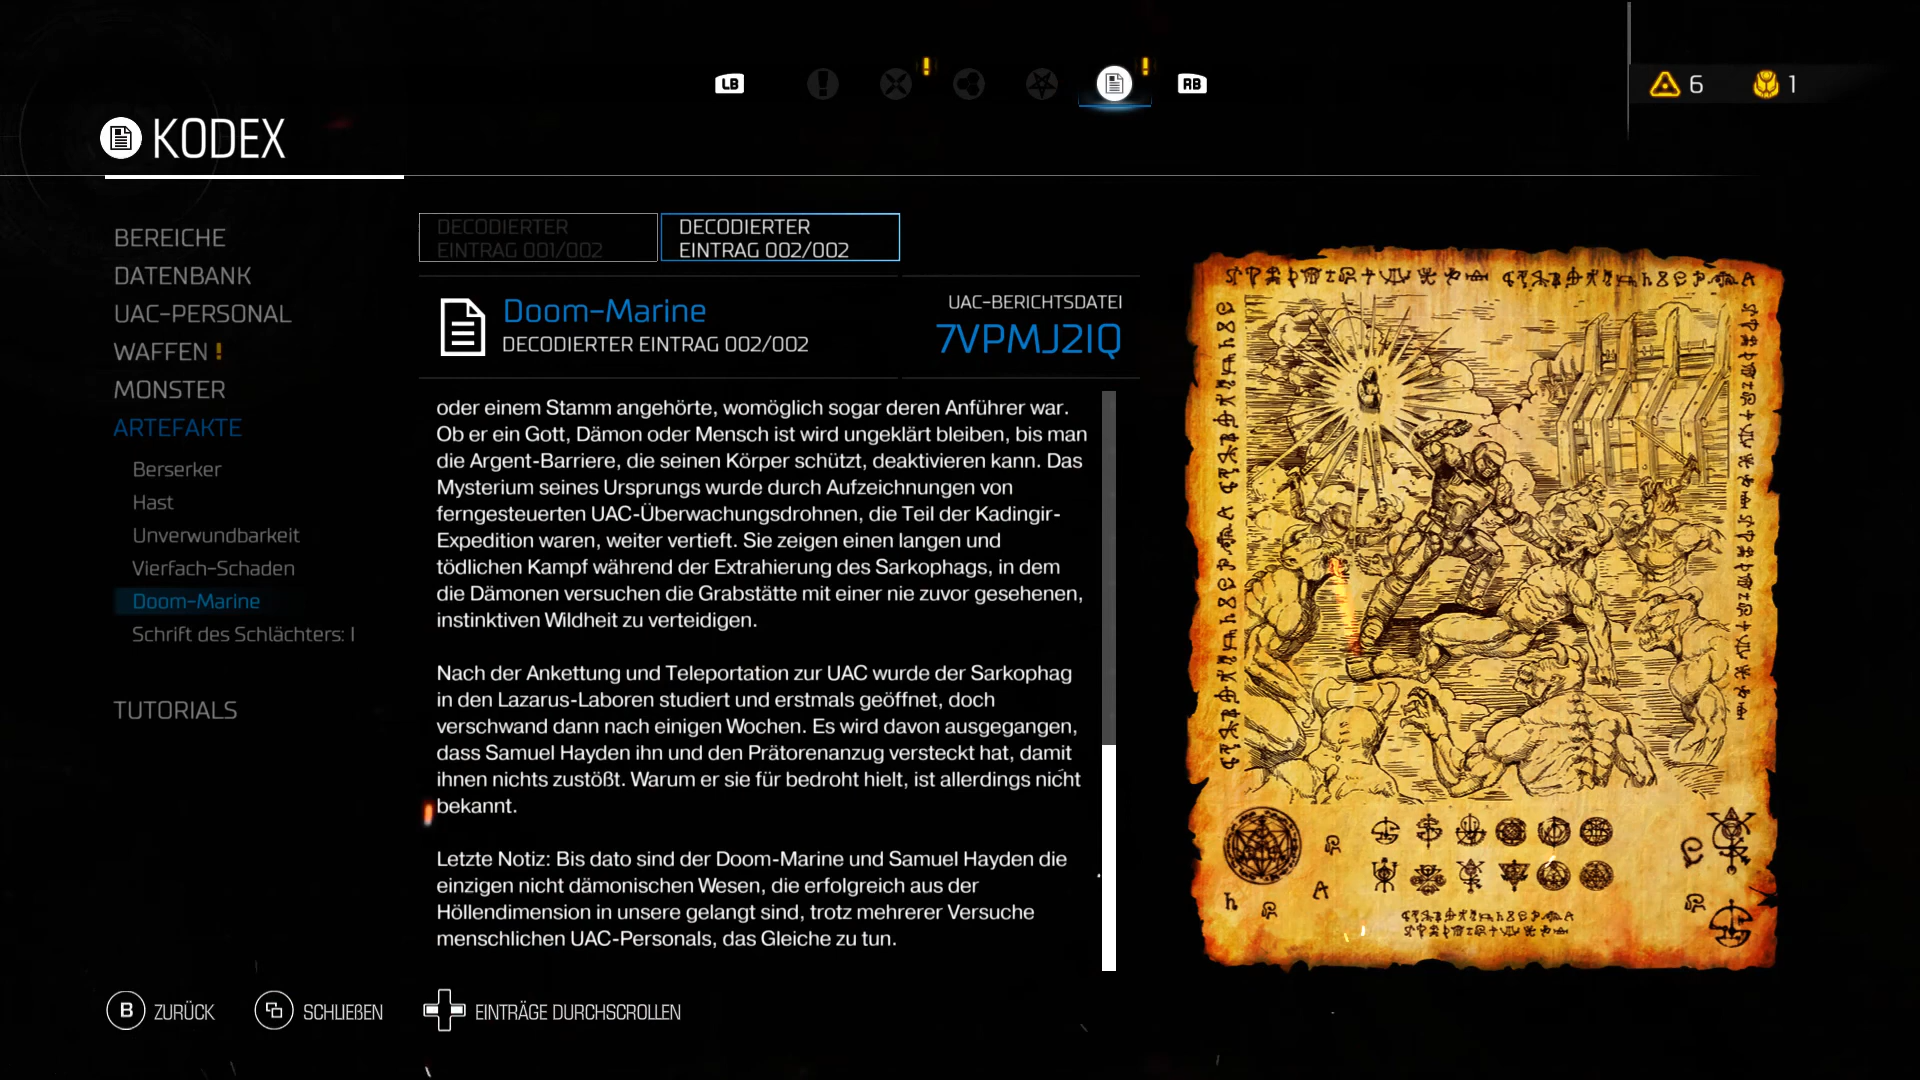 LB
RB
6
1
KODEX
BEREICHE
DATENBANK
UAC-PERSONAL
WAFFEN !
MONSTER
ARTEFAKTE
Berserker
Hast
Unverwundbarkeit
Vierfach-Schaden
Doom-Marine
Schrift des Schlächters: I
TUTORIALS
DECODIERTER
EINTRAG 001/002
DECODIERTER
EINTRAG 002/002
Doom-Marine
DECODIERTER EINTRAG 002/002
UAC-BERICHTSDATEI
7VPMJ2IQ
oder einem Stamm angehörte, womöglich sogar deren Anführer war.
Ob er ein Gott, Dämon oder Mensch ist wird ungeklärt bleiben, bis man
die Argent-Barriere, die seinen Körper schützt, deaktivieren kann. Das
Mysterium seines Ursprungs wurde durch Aufzeichnungen von
ferngesteuerten UAC-Überwachungsdrohnen, die Teil der Kadingir-
Expedition waren, weiter vertieft. Sie zeigen einen langen und
tödlichen Kampf während der Extrahierung des Sarkophags, in dem
die Dämonen versuchen die Grabstätte mit einer nie zuvor gesehenen,
instinktiven Wildheit zu verteidigen.
Nach der Ankettung und Teleportation zur UAC wurde der Sarkophag
in den Lazarus-Laboren studiert und erstmals geöffnet, doch
verschwand dann nach einigen Wochen. Es wird davon ausgegangen,
dass Samuel Hayden ihn und den Prätorenanzug versteckt hat, damit
ihnen nichts zustößt. Warum er sie für bedroht hielt, ist allerdings nicht
bekannt.
Letzte Notiz: Bis dato sind der Doom-Marine und Samuel Hayden die
einzigen nicht dämonischen Wesen, die erfolgreich aus der
Höllendimension in unsere gelangt sind, trotz mehrerer Versuche
menschlichen UAC-Personals, das Gleiche zu tun.
B ZURÜCK
SCHLIEßEN
EINTRÄGE DURCHSCROLLEN